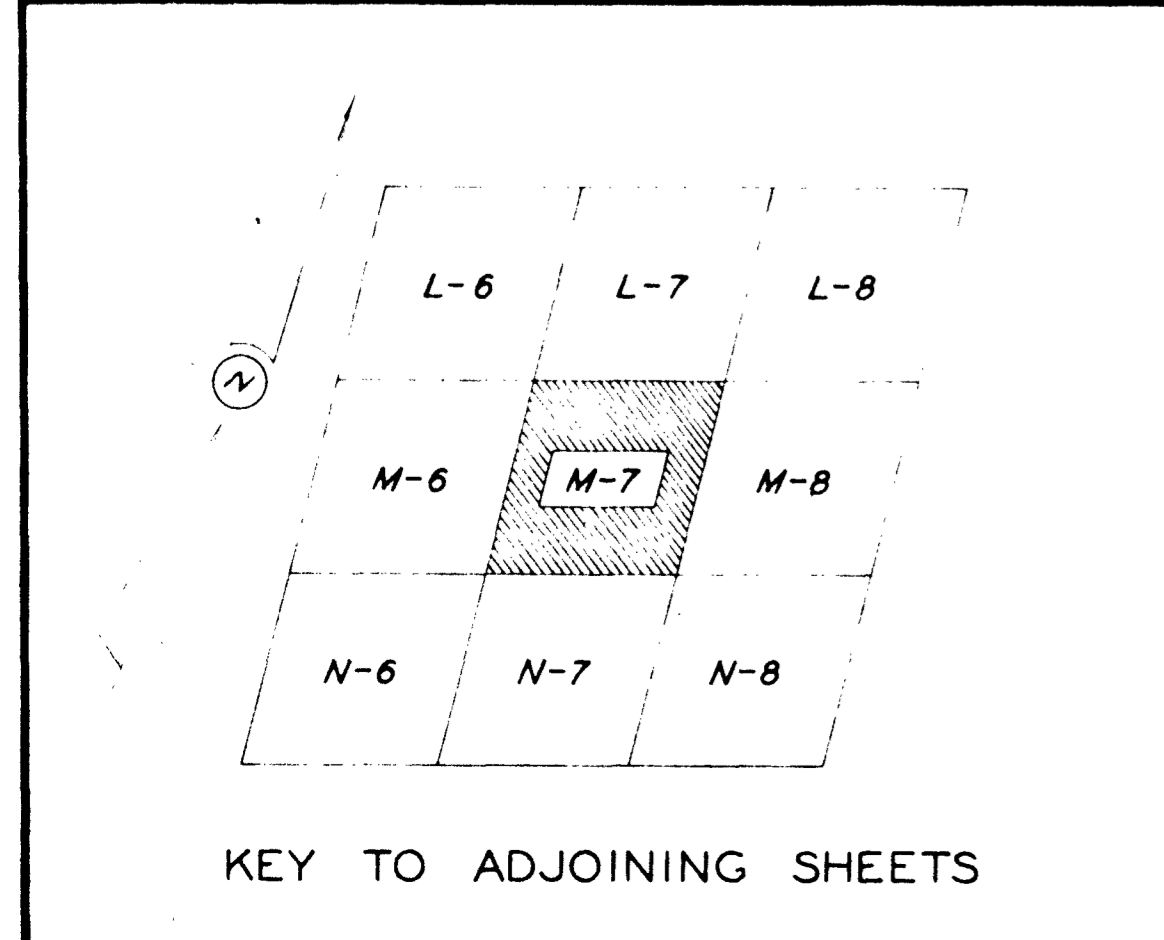 L-6 L-7 L-8
N
M-6 M-7 M-8
N-6 N-7 N-8
KEY TO ADJOINING SHEETS